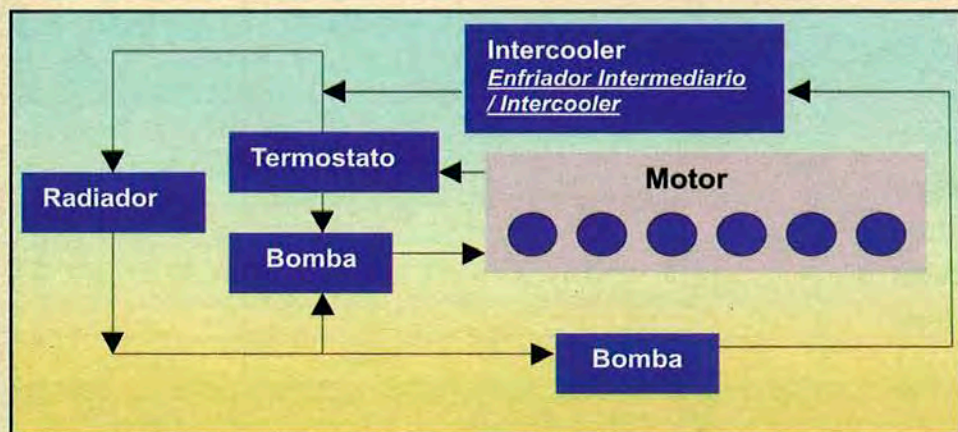 Intercooler
Enfriador Intermediario
/ Intercooler
Termostato
Motor
Radiador
Bomba
Bomba